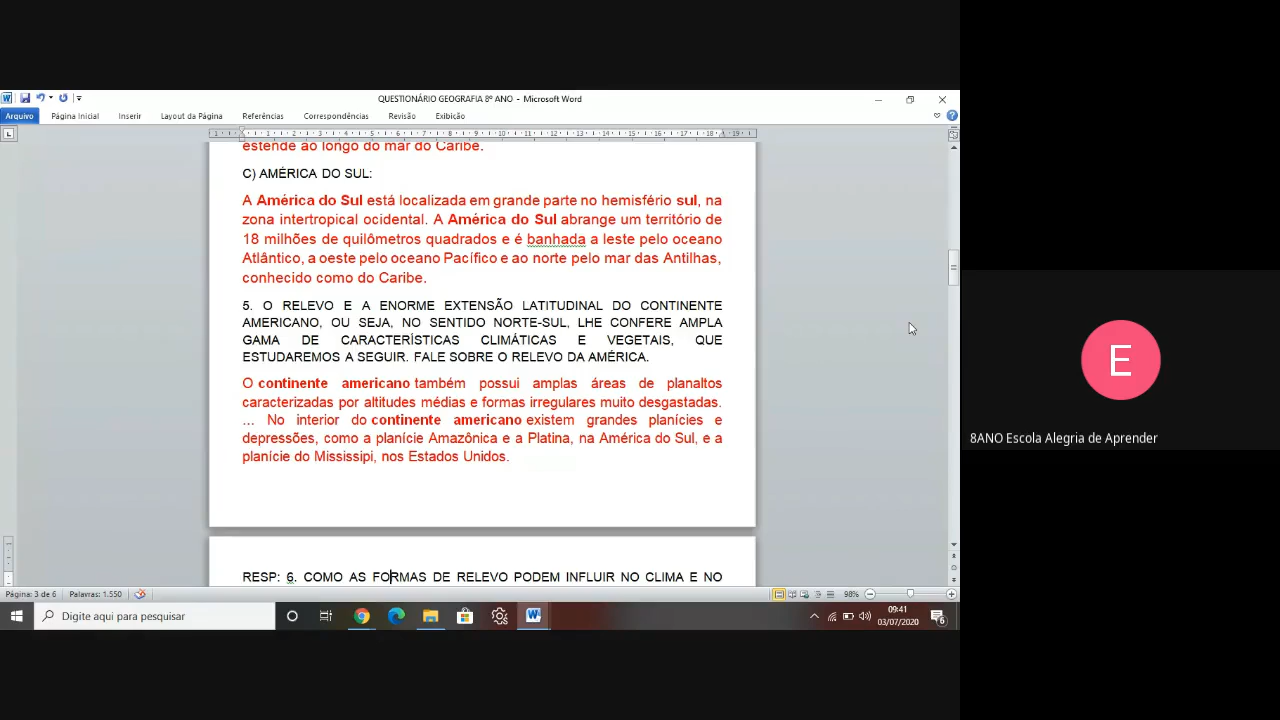 QUESTIONÁRIO GEOGRAFIA 8º ANO - Microsoft Word
Arquivo Página Inicial Inserir Layout da Página Referências Correspondências Revisão Exibição
estende ao longo do mar do Caribe.
C) AMÉRICA DO SUL:
A América do Sul está localizada em grande parte no hemisfério sul, na
zona intertropical ocidental. A América do Sul abrange um território de
18 milhões de quilômetros quadrados e é banhada a leste pelo oceano
Atlântico, a oeste pelo oceano Pacífico e ao norte pelo mar das Antilhas,
conhecido como do Caribe.
5. O RELEVO E A ENORME EXTENSÃO LATITUDINAL DO CONTINENTE
AMERICANO, OU SEJA, NO SENTIDO NORTE-SUL, LHE CONFERE AMPLA
GAMA DE CARACTERÍSTICAS CLIMÁTICAS E VEGETAIS, QUE
ESTUDAREMOS A SEGUIR. FALE SOBRE O RELEVO DA AMÉRICA.
O continente americano também possui amplas áreas de planaltos
caracterizadas por altitudes médias e formas irregulares muito desgastadas.
... No interior do continente americano existem grandes planícies e
depressões, como a planície Amazônica e a Platina, na América do Sul, e a
planície do Mississipi, nos Estados Unidos.
RESP: 6. COMO AS FORMAS DE RELEVO PODEM INFLUIR NO CLIMA E NO
Página: 3 de 6 Palavras: 1.550 98%
Digite aqui para pesquisar
09:41
03/07/2020
6
E
8ANO Escola Alegria de Aprender